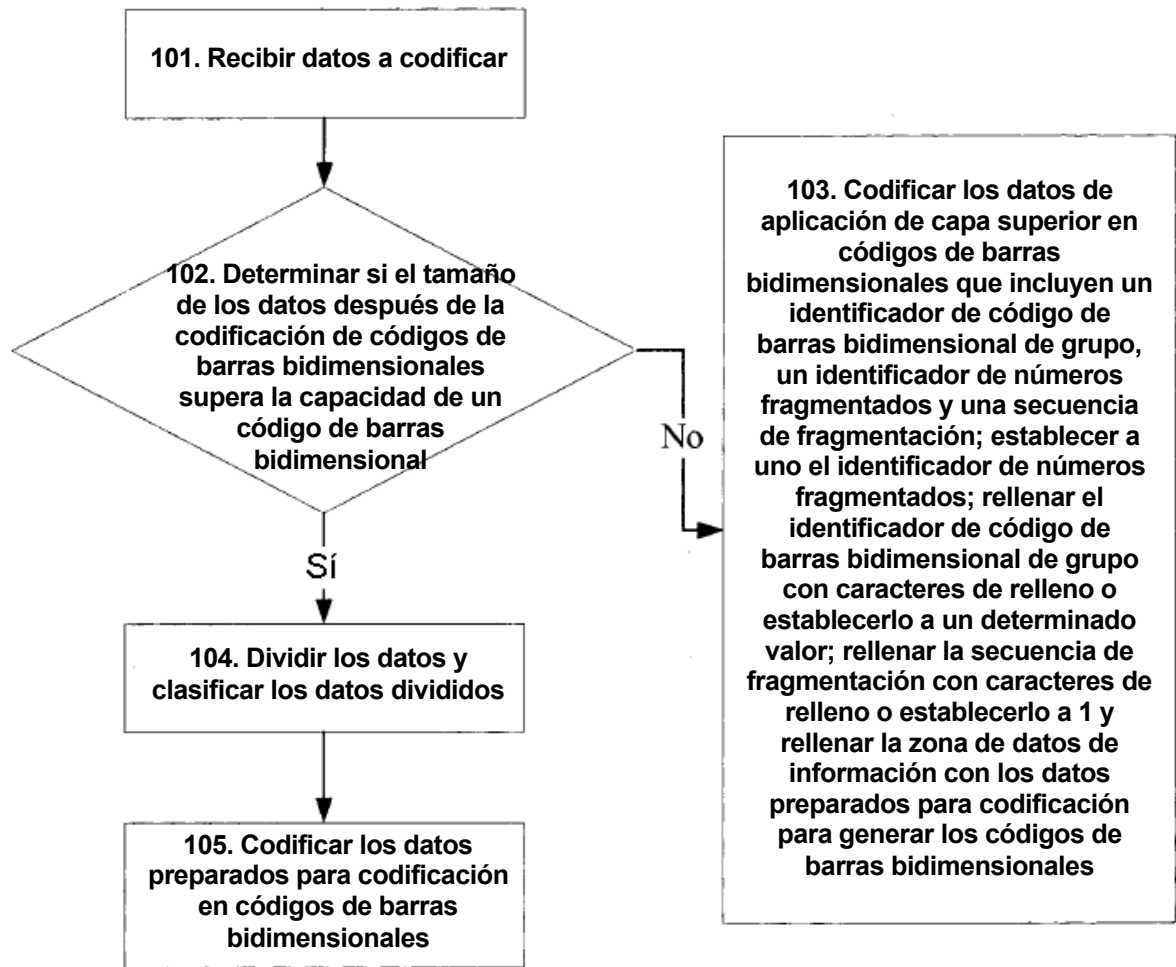 101. Recibir datos a codificar
102. Determinar si el tamaño
de los datos después de la
codificación de códigos de
barras bidimensionales
supera la capacidad de un
código de barras
bidimensional
No
Sí
103. Codificar los datos de
aplicación de capa superior en
códigos de barras
bidimensionales que incluyen un
identificador de código de
barras bidimensional de grupo,
un identificador de números
fragmentados y una secuencia
de fragmentación; establecer a
uno el identificador de números
fragmentados; rellenar el
identificador de código de
barras bidimensional de grupo
con caracteres de relleno o
establecerlo a un determinado
valor; rellenar la secuencia de
fragmentación con caracteres de
relleno o establecerlo a 1 y
rellenar la zona de datos de
información con los datos
preparados para codificación
para generar los códigos de
barras bidimensionales
104. Dividir los datos y
clasificar los datos divididos
105. Codificar los datos
preparados para codificación
en códigos de barras
bidimensionales